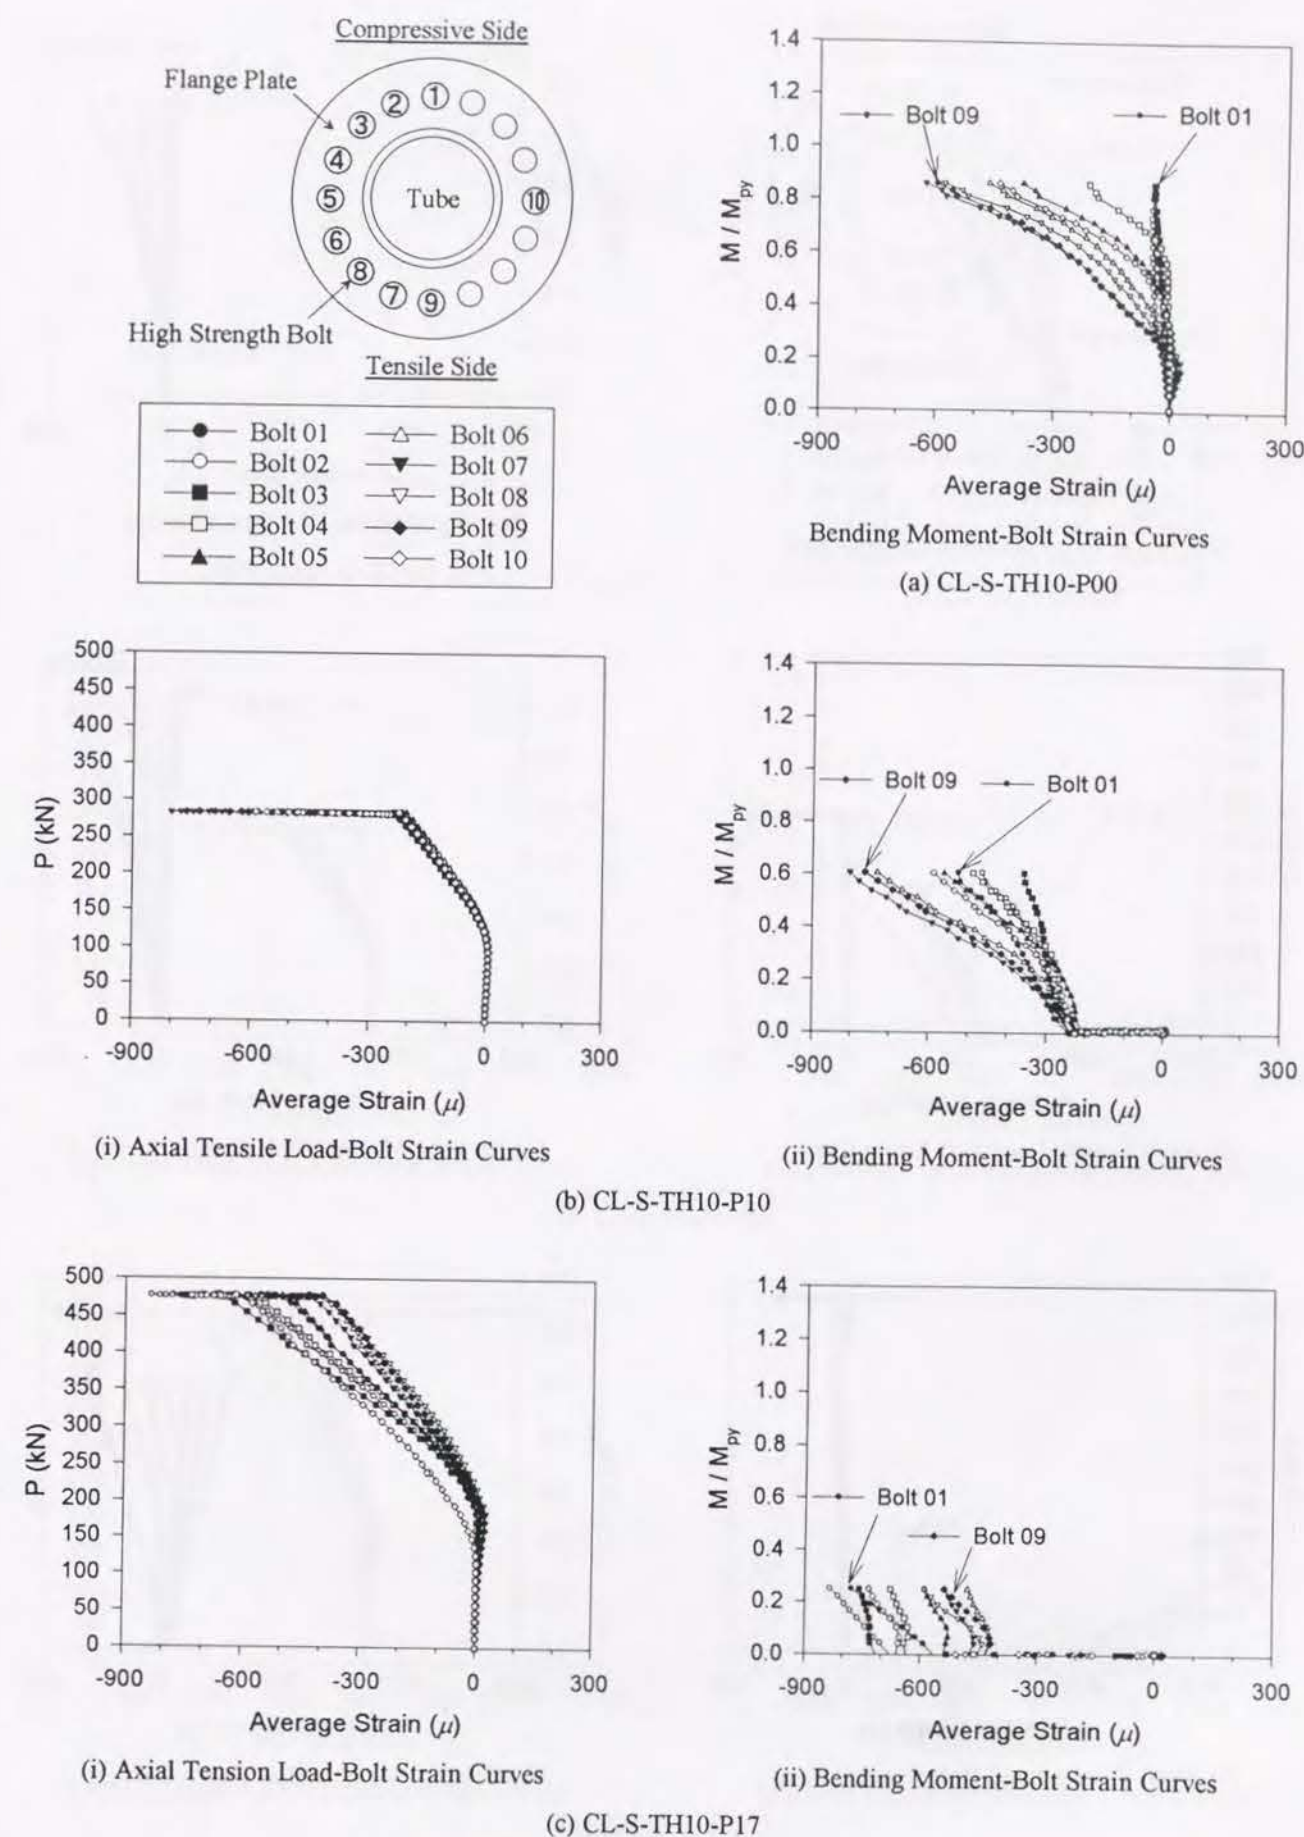 Compressive Side
Flange Plate
① ② ③ ④ ⑤ ⑥ ⑧ ⑦ ⑨ ⑩
Tube
High Strength Bolt
Tensile Side
Bolt 01 Bolt 06
Bolt 02 Bolt 07
Bolt 03 Bolt 08
Bolt 04 Bolt 09
Bolt 05 Bolt 10
1.4
1.2
1.0
0.8
0.6
0.4
0.2
0.0
M / Mpy
Bolt 09 Bolt 01
-900 -600 -300 0 300
Average Strain (μ)
Bending Moment-Bolt Strain Curves
(a) CL-S-TH10-P00
500
450
400
350
300
250
200
150
100
50
0
P (kN)
-900 -600 -300 0 300
Average Strain (μ)
(i) Axial Tensile Load-Bolt Strain Curves
1.4
1.2
1.0
0.8
0.6
0.4
0.2
0.0
M / Mpy
Bolt 09 Bolt 01
-900 -600 -300 0 300
Average Strain (μ)
(ii) Bending Moment-Bolt Strain Curves
(b) CL-S-TH10-P10
500
450
400
350
300
250
200
150
100
50
0
P (kN)
-900 -600 -300 0 300
Average Strain (μ)
(i) Axial Tension Load-Bolt Strain Curves
1.4
1.2
1.0
0.8
0.6
0.4
0.2
0.0
M / Mpy
Bolt 01
Bolt 09
-900 -600 -300 0 300
Average Strain (μ)
(ii) Bending Moment-Bolt Strain Curves
(c) CL-S-TH10-P17